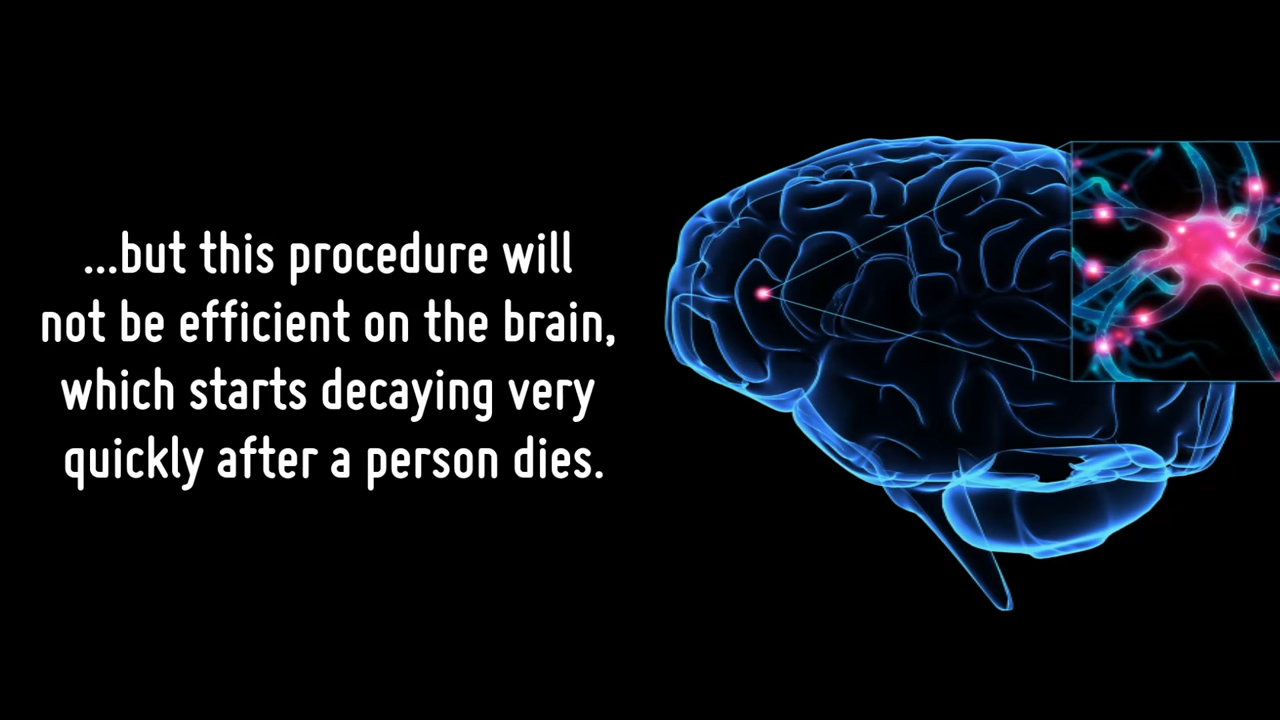 ...but this procedure will
not be efficient on the brain,
which starts decaying very
quickly after a person dies.